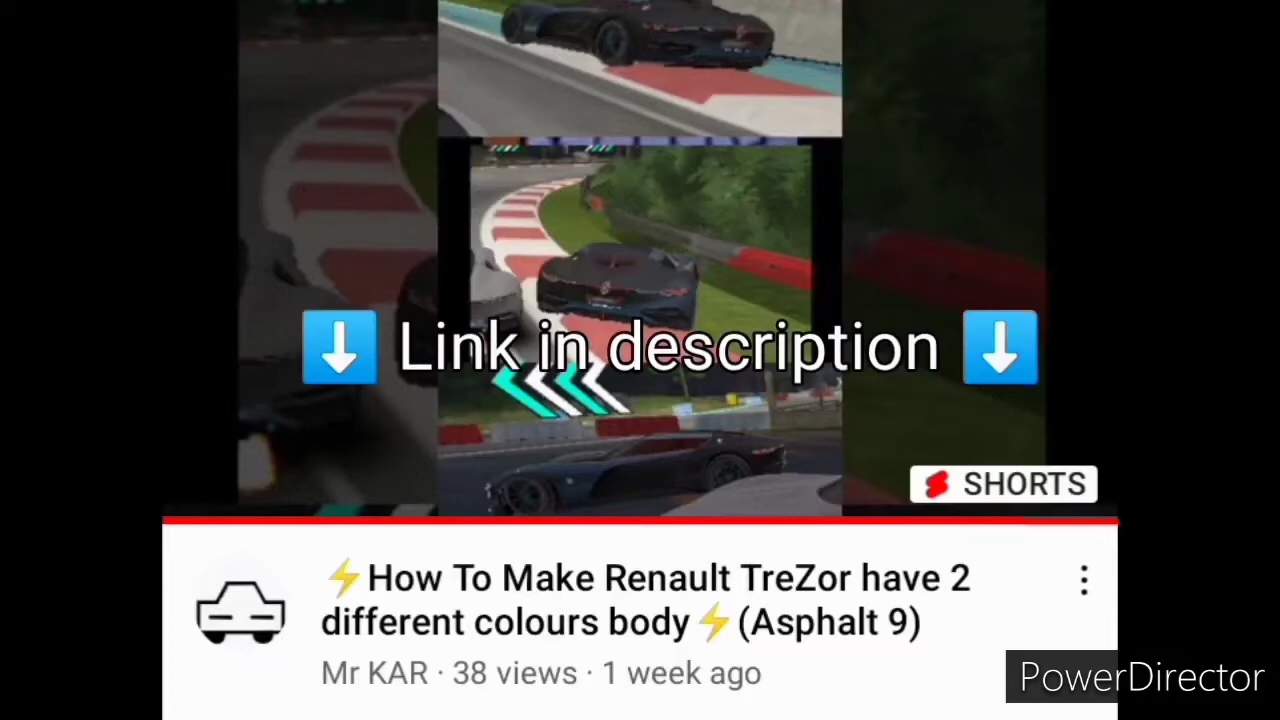 ⬇️ Link in description ⬇️
SHORTS
⚡How To Make Renault TreZor have 2
different colours body⚡(Asphalt 9)
Mr KAR · 38 views · 1 week ago
PowerDirector